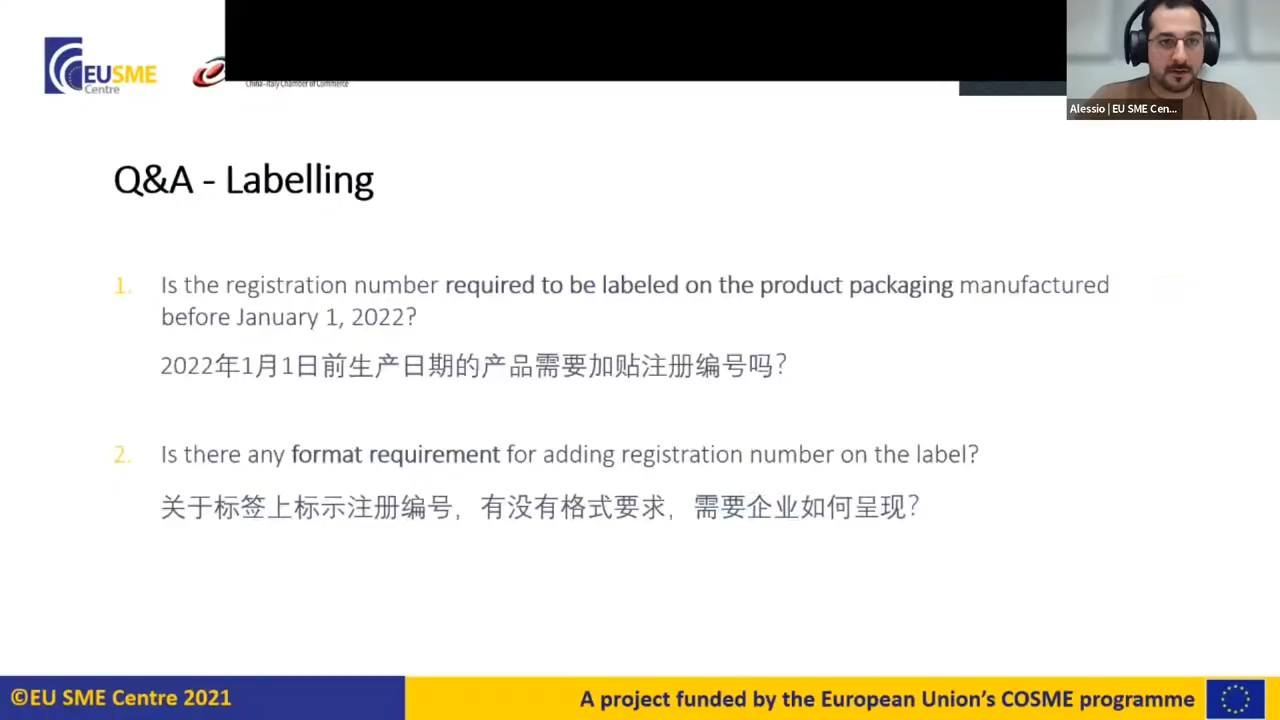 EUSME
Centre
China-Italy Chamber of Commerce
Alessio | EU SME Cen...
Q&A - Labelling
1. Is the registration number required to be labeled on the product packaging manufactured
before January 1, 2022?
2022年1月1日前生产日期的产品需要加贴注册编号吗?
2. Is there any format requirement for adding registration number on the label?
关于标签上标示注册编号，有没有格式要求，需要企业如何呈现?
©EU SME Centre 2021
A project funded by the European Union’s COSME programme